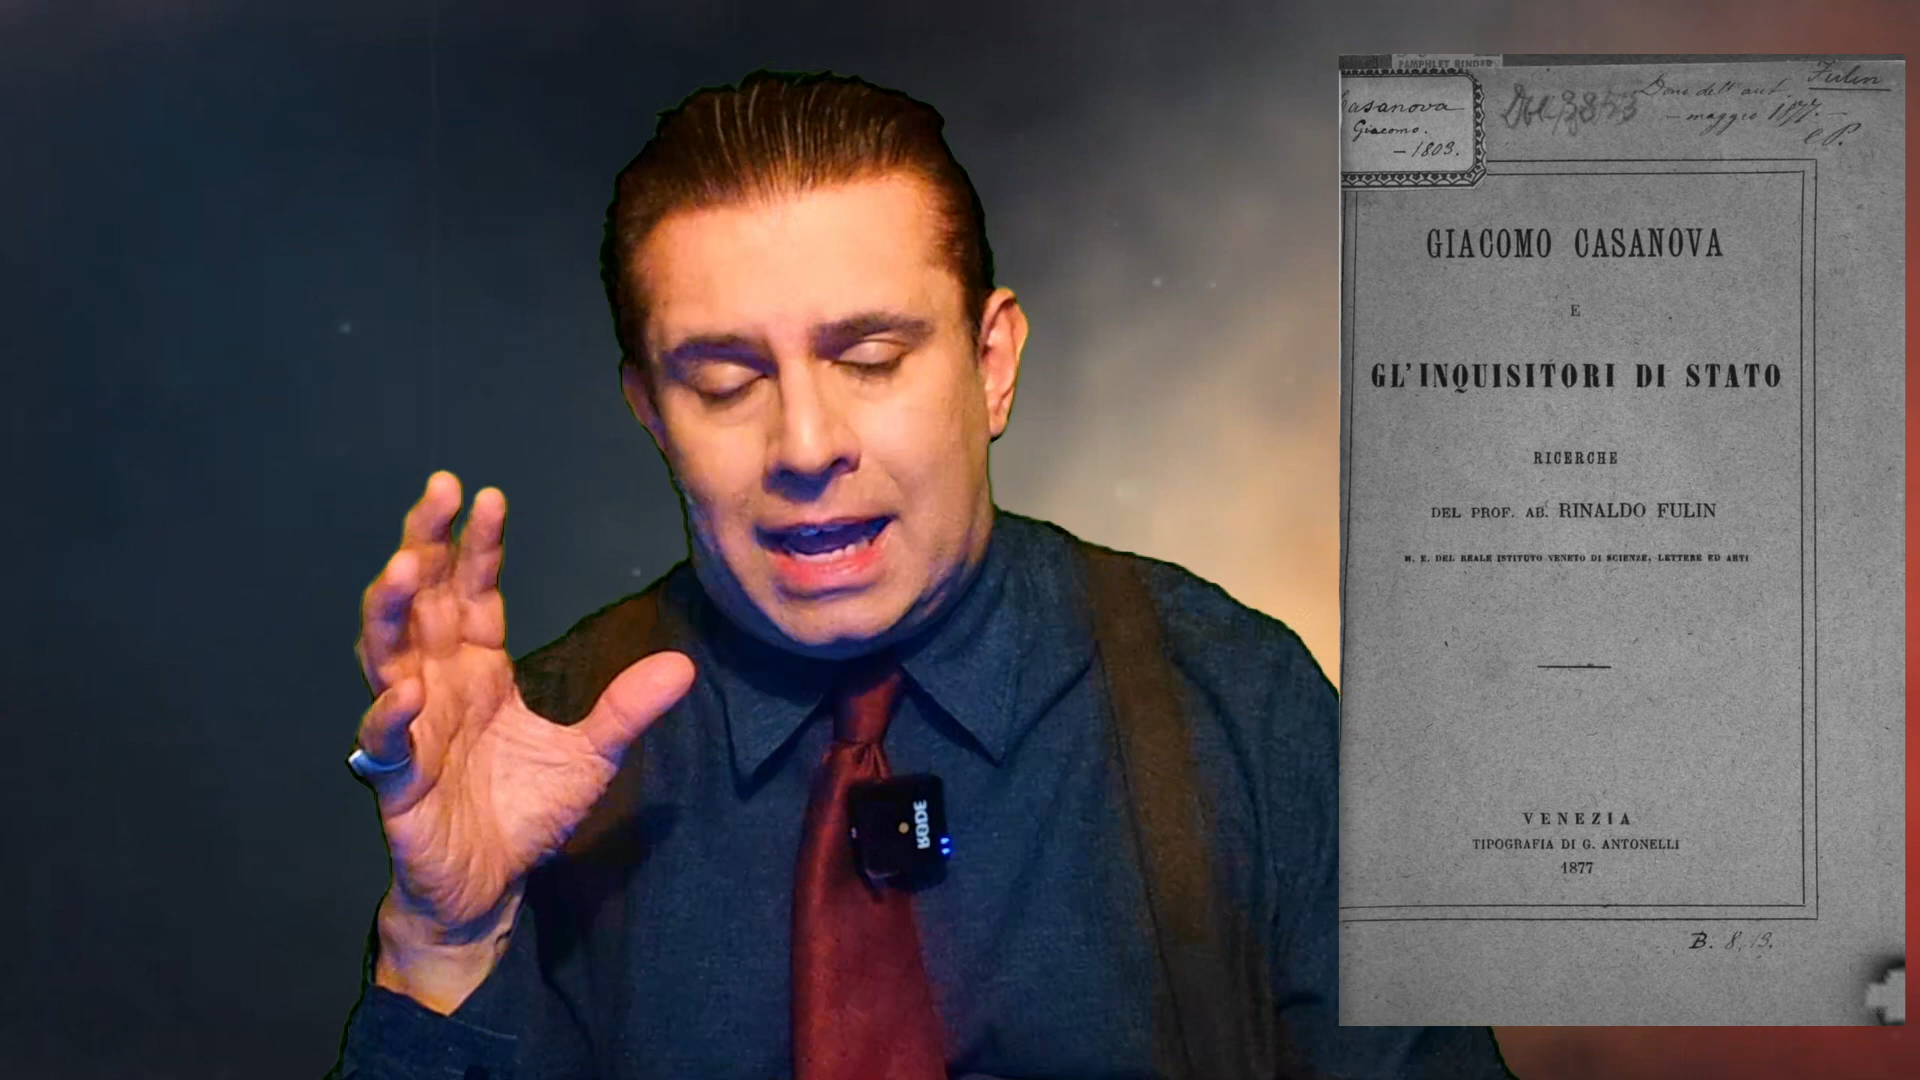 RØDE
PAMPHLET BINDER
Fulin
Casanova
Giacomo.
– 1803.
Dono dell' aut.
– maggio 1877. –
GIACOMO CASANOVA
E
GL' INQUISITORI DI STATO
RICERCHE
DEL PROF. AB. RINALDO FULIN
M. E. DEL REALE ISTITUTO VENETO DI SCIENZE, LETTERE ED ARTI
VENEZIA
TIPOGRAFIA DI G. ANTONELLI
1877
B. 8, 13.